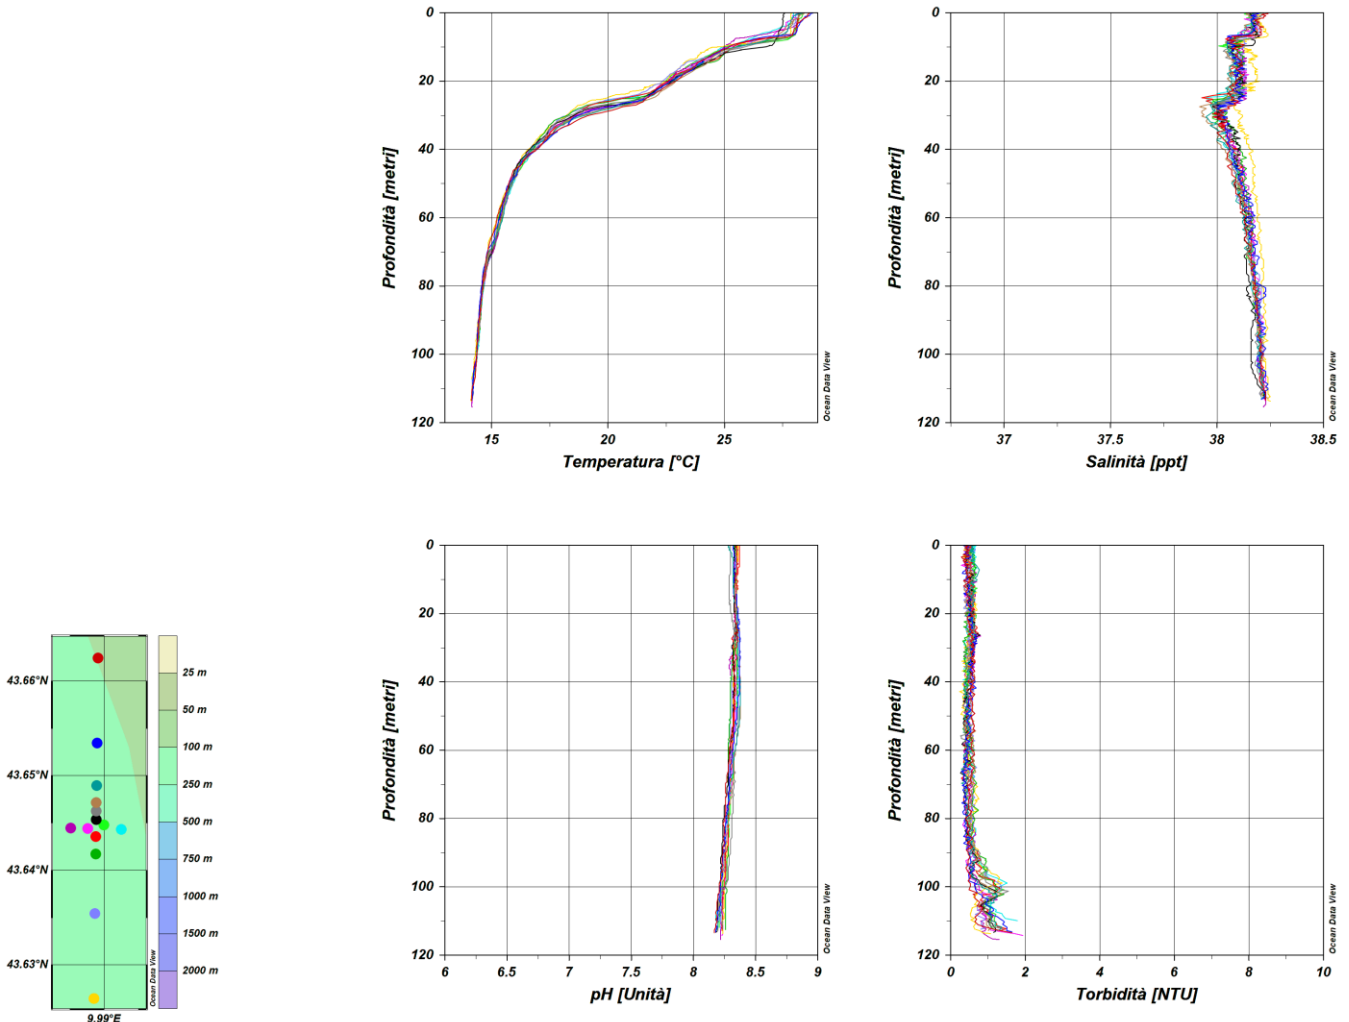 0
20
40
60
80
100
120
Profondità [metri]
15
20
25
Temperatura [°C]
Ocean Data View
0
20
40
60
80
100
120
Profondità [metri]
37
37.5
38
38.5
Salinità [ppt]
Ocean Data View
43.66°N
43.65°N
43.64°N
43.63°N
9.99°E
Ocean Data View
25 m
50 m
100 m
250 m
500 m
750 m
1000 m
1500 m
2000 m
0
20
40
60
80
100
120
Profondità [metri]
6
6.5
7
7.5
8
8.5
9
pH [Unità]
Ocean Data View
0
20
40
60
80
100
120
Profondità [metri]
0
2
4
6
8
10
Torbidità [NTU]
Ocean Data View